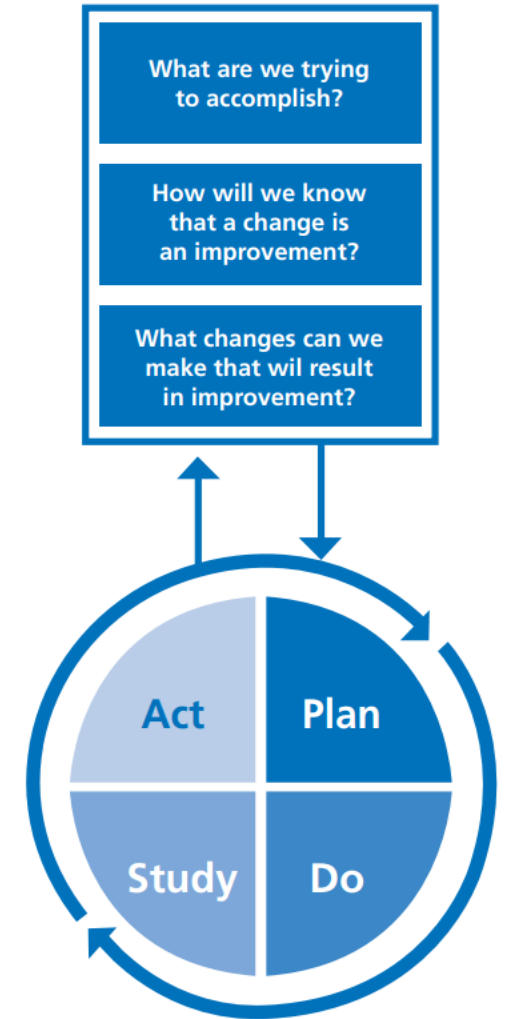 What are we trying
to accomplish?
How will we know
that a change is
an improvement?
What changes can we
make that wil result
in improvement?
Act
Plan
Study
Do